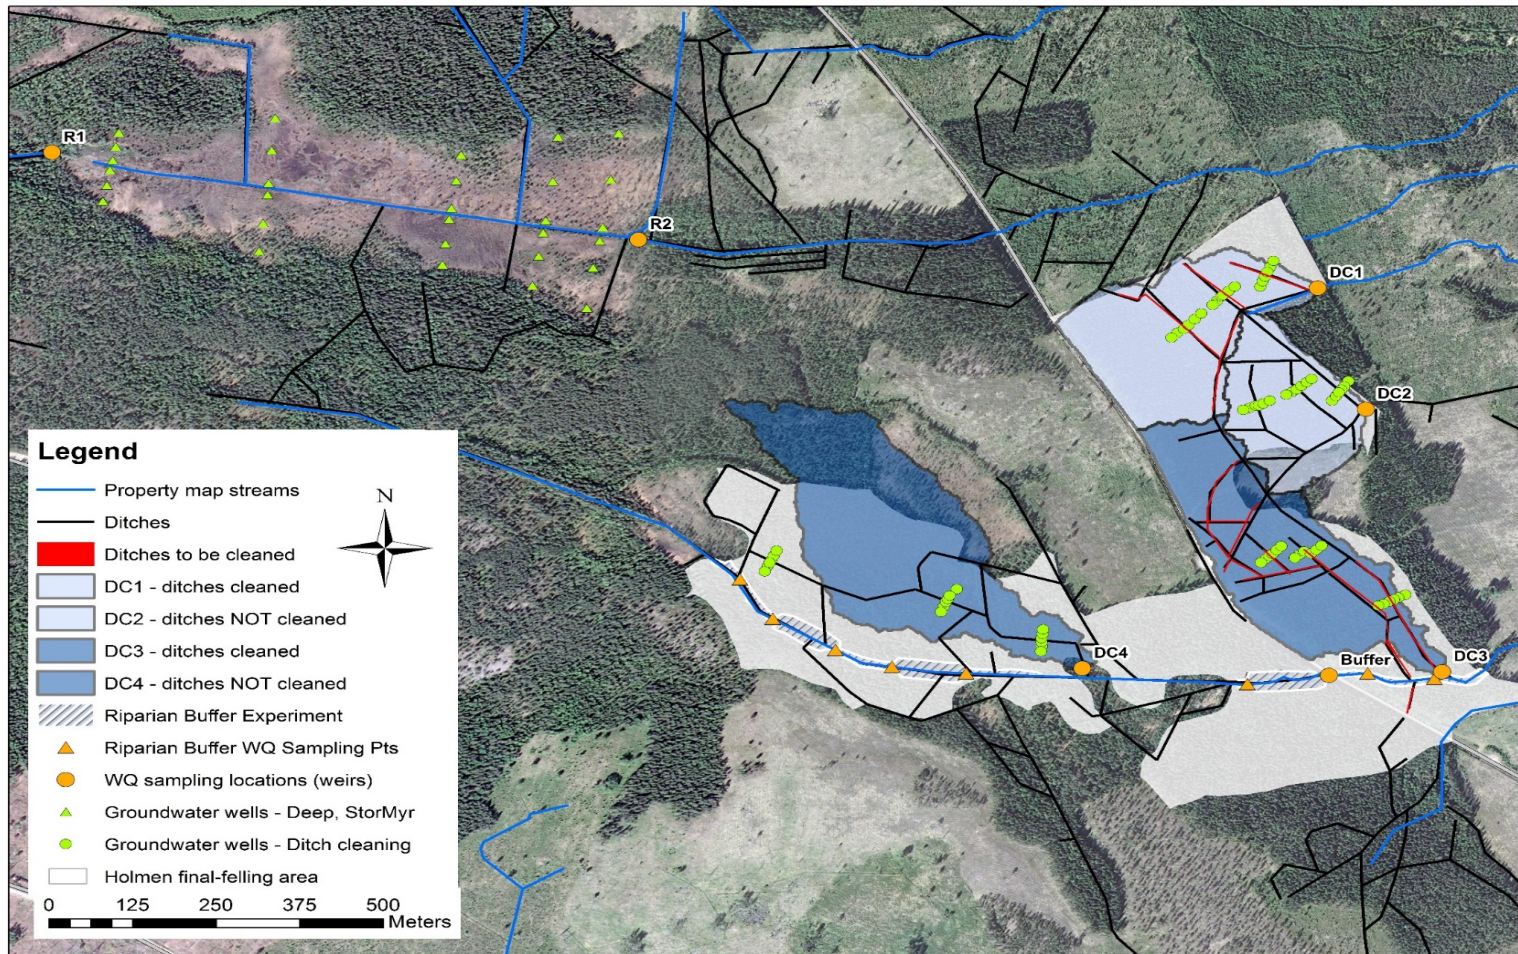 R1
R2
DC1
DC2
DC4
Buffer
DC3
Legend
Property map streams
Ditches
Ditches to be cleaned
DC1 - ditches cleaned
DC2 - ditches NOT cleaned
DC3 - ditches cleaned
DC4 - ditches NOT cleaned
Riparian Buffer Experiment
Riparian Buffer WQ Sampling Pts
WQ sampling locations (weirs)
Groundwater wells - Deep, StorMyr
Groundwater wells - Ditch cleaning
Holmen final-felling area
N
0 125 250 375 500
Meters